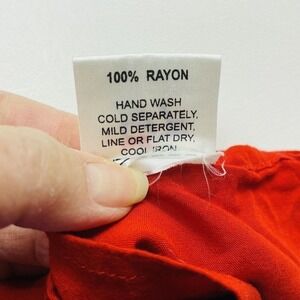 100% RAYON
HAND WASH
COLD SEPARATELY,
MILD DETERGENT,
LINE OR FLAT DRY,
COOL IRON